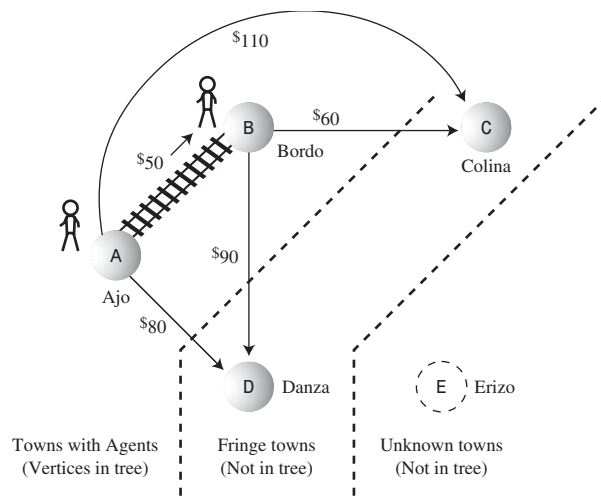 $110
B
$60
C
Bordo
Colina
$50
A
Ajo
$90
$80
D
Danza
E
Erizo
Towns with Agents
(Vertices in tree)
Fringe towns
(Not in tree)
Unknown towns
(Not in tree)